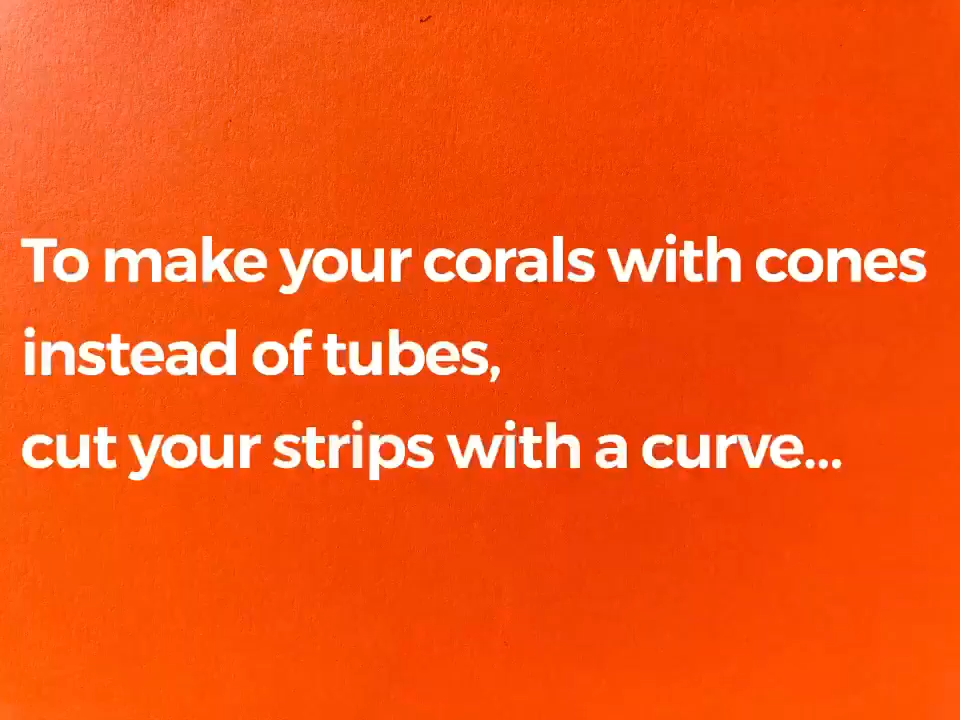 To make your corals with cones
instead of tubes,
cut your strips with a curve...